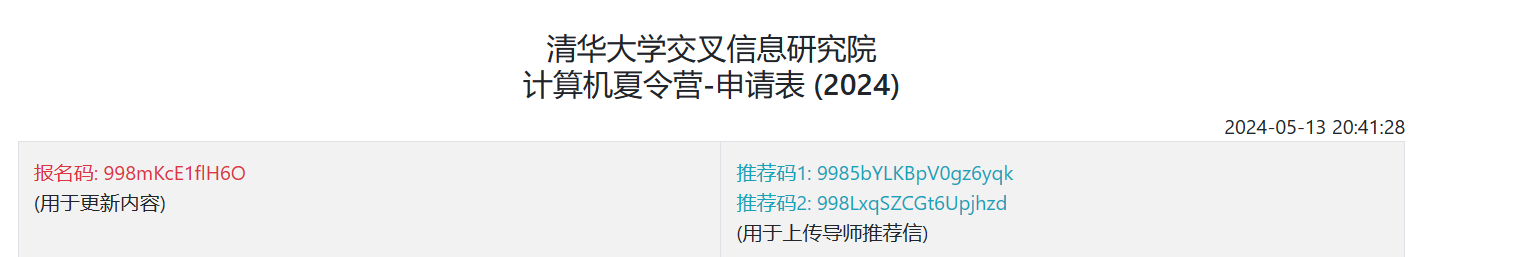 清华大学交叉信息研究院
计算机夏令营-申请表 (2024)
2024-05-13 20:41:28
报名码: 998mKcE1flH6O
(用于更新内容)
推荐码1: 9985bYLKBpV0gz6yqk
推荐码2: 998LxqSZCGt6Upjhzd
(用于上传导师推荐信)